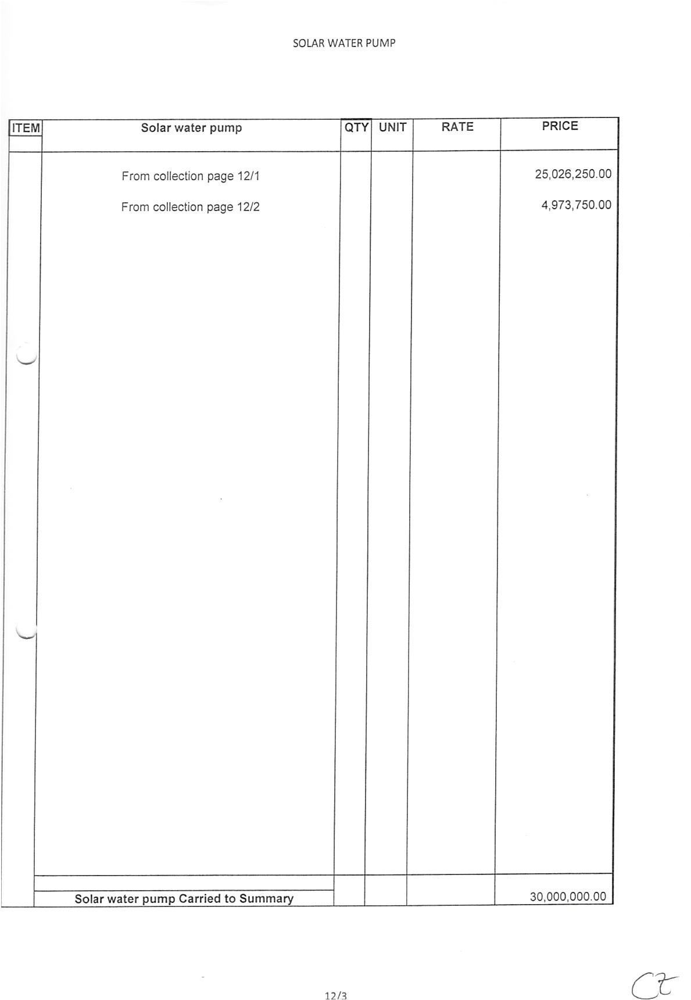 SOLAR WATER PUMP
ITEM Solar water pump QTY UNIT RATE PRICE
From collection page 12/1 25,026,250.00
From collection page 12/2 4,973,750.00
Solar water pump Carried to Summary 30,000,000.00
12/3